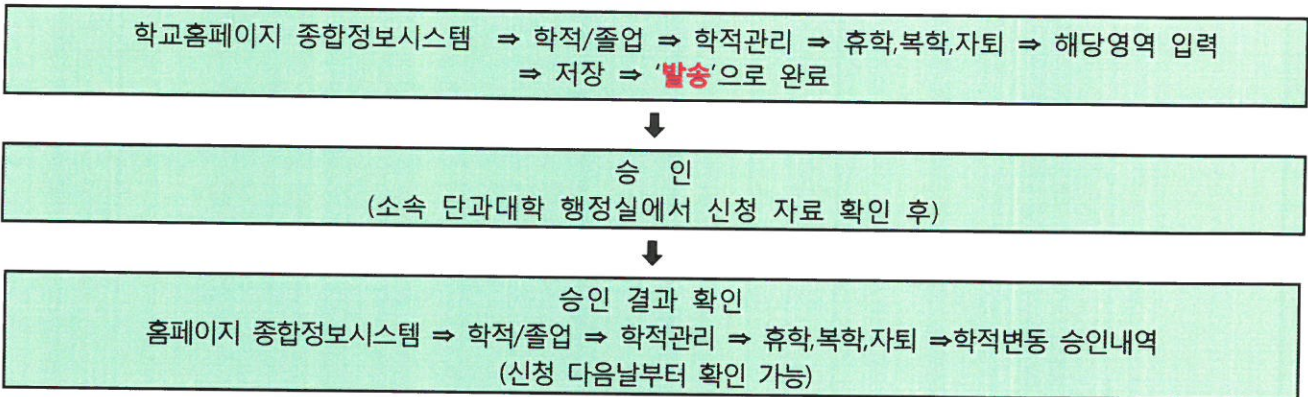 학교홈페이지 종합정보시스템 ⇒ 학적/졸업 ⇒ 학적관리 ⇒ 휴학,복학,자퇴 ⇒ 해당영역 입력
⇒ 저장 ⇒ '발송'으로 완료
승 인
(소속 단과대학 행정실에서 신청 자료 확인 후)
승인 결과 확인
홈페이지 종합정보시스템 ⇒ 학적/졸업 ⇒ 학적관리 ⇒ 휴학,복학,자퇴 ⇒학적변동 승인내역
(신청 다음날부터 확인 가능)